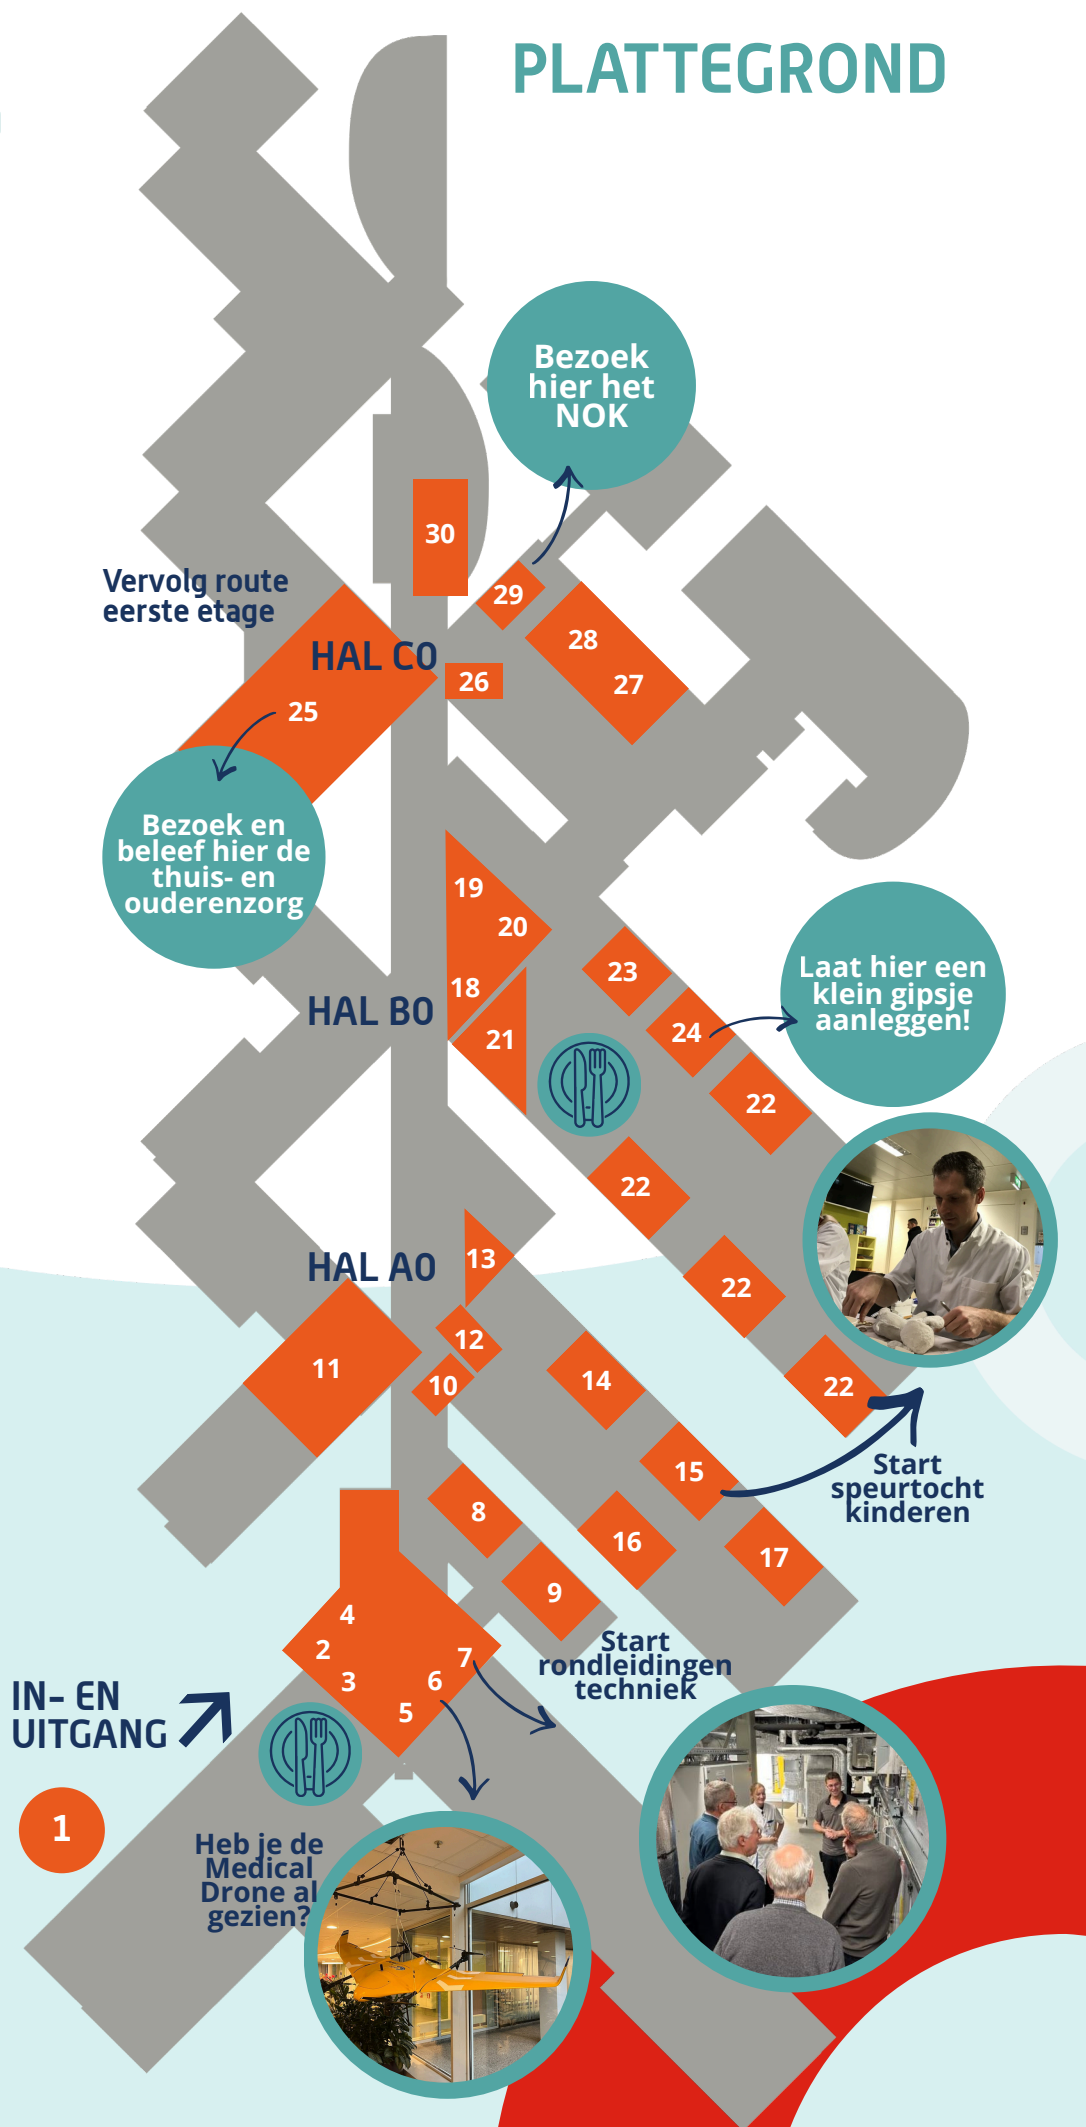 PLATTEGROND
Bezoek
hier het
NOK
30
29
28
27
Vervolg route
eerste etage
HAL C0
26
25
Bezoek en
beleef hier de
thuis- en
ouderenzorg
19
20
18
21
HAL B0
23
24
22
Laat hier een
klein gipsje
aanleggen!
22
22
22
HAL A0
13
12
10
11
14
15
16
17
Start
speurtocht
kinderen
8
9
4
2
3
7
6
5
Start
rondleidingen
techniek
IN- EN
UITGANG
1
Heb je de
Medical
Drone al
gezien?